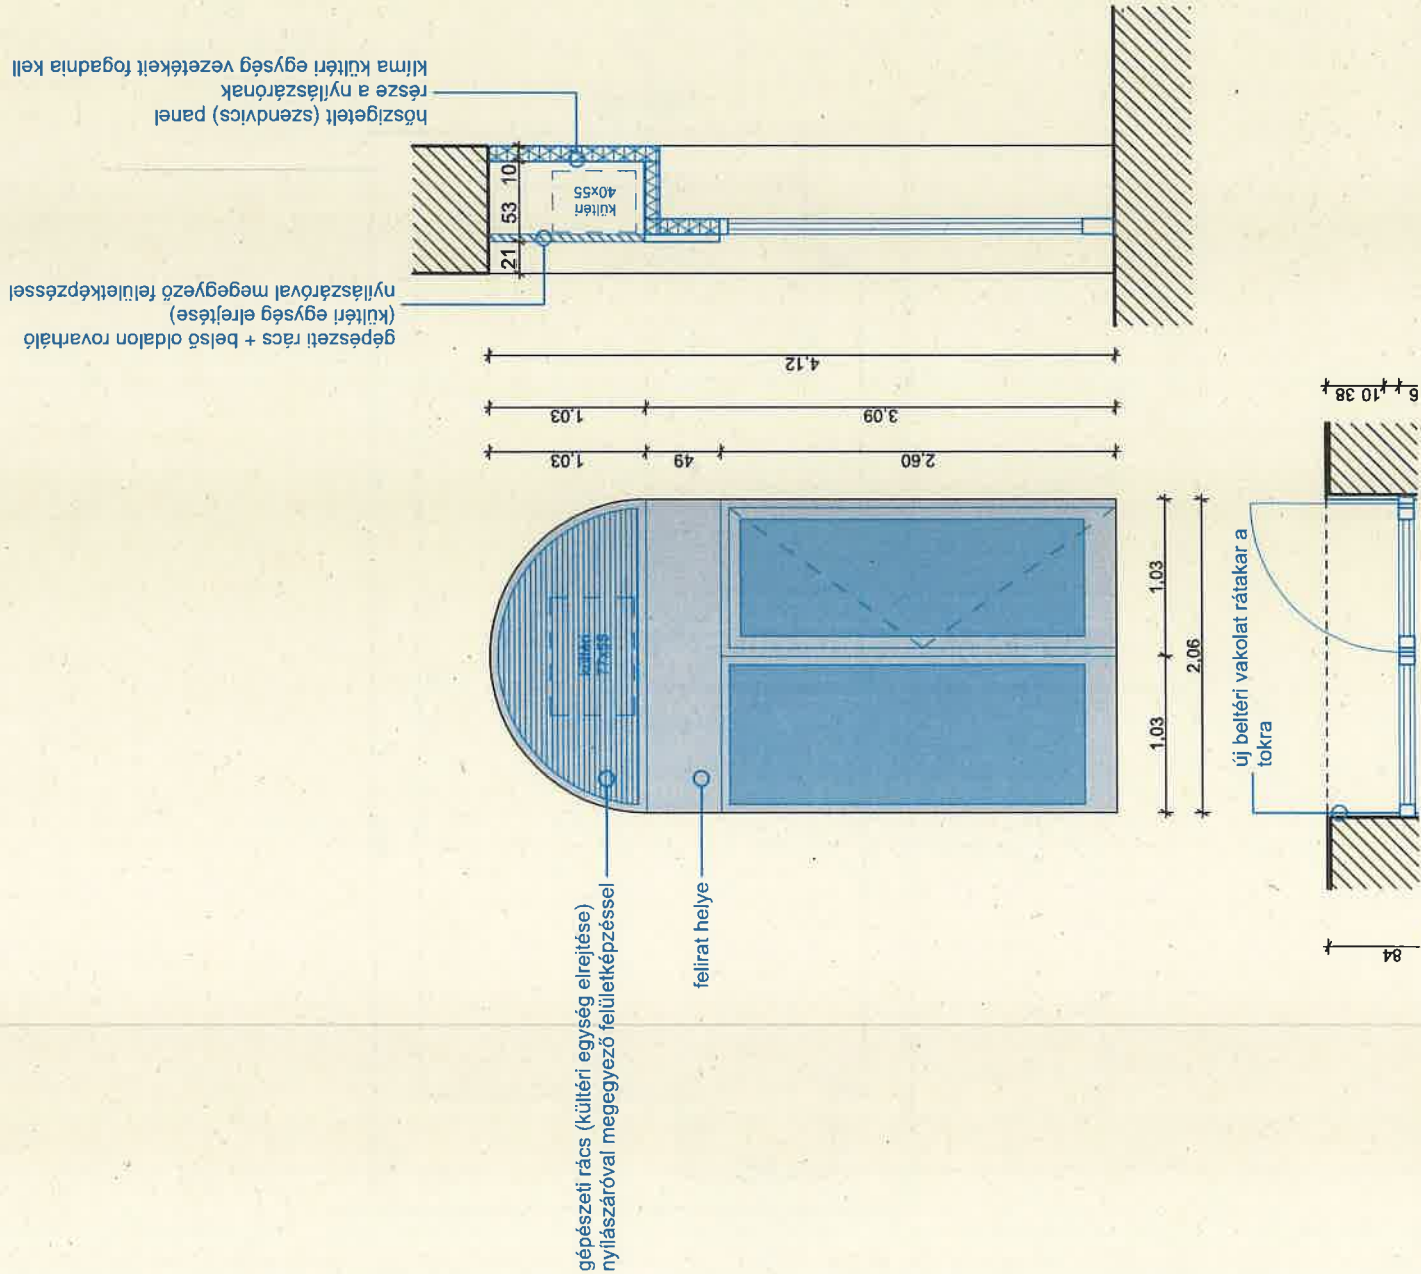 klíma kültéri egység vezetékeit fogadnia kell
része a nyílászárónak
hőszigetelt (szendvics) panel
10
53
21
kültéri
40x55
gépészeti rács + belső oldalon rovarháló
(kültéri egység elrejtése)
nyílászáróval megegyező felületképzéssel
4,12
1,03
3,09
1,03
49
2,60
kültéri
77x55
1,03
1,03
2,06
gépészeti rács (kültéri egység elrejtése)
nyílászáróval megegyező felületképzéssel
felirat helye
új beltéri vakolat rátakar a
tokra
38
10
6
84